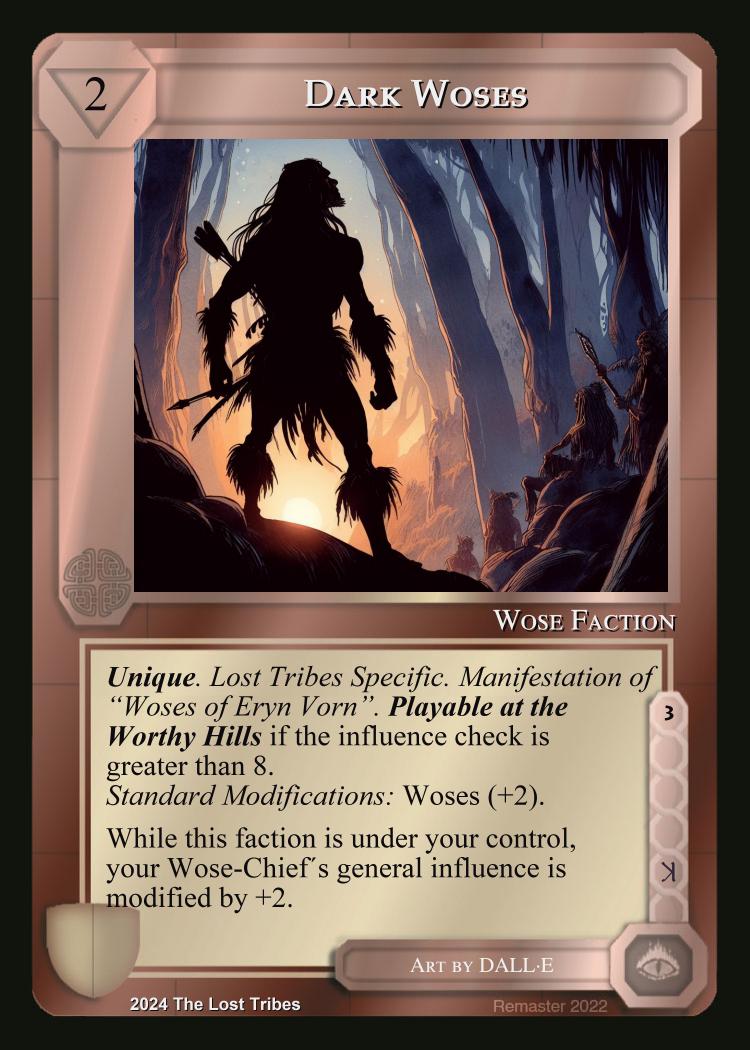 2
Dark Woses
Wose Faction
Unique. Lost Tribes Specific. Manifestation of
“Woses of Eryn Vorn”. Playable at the
Worthy Hills if the influence check is
greater than 8.
Standard Modifications: Woses (+2).
3
While this faction is under your control,
your Wose-Chief´s general influence is
modified by +2.
Art by DALL·E
2024 The Lost Tribes
Remaster 2022